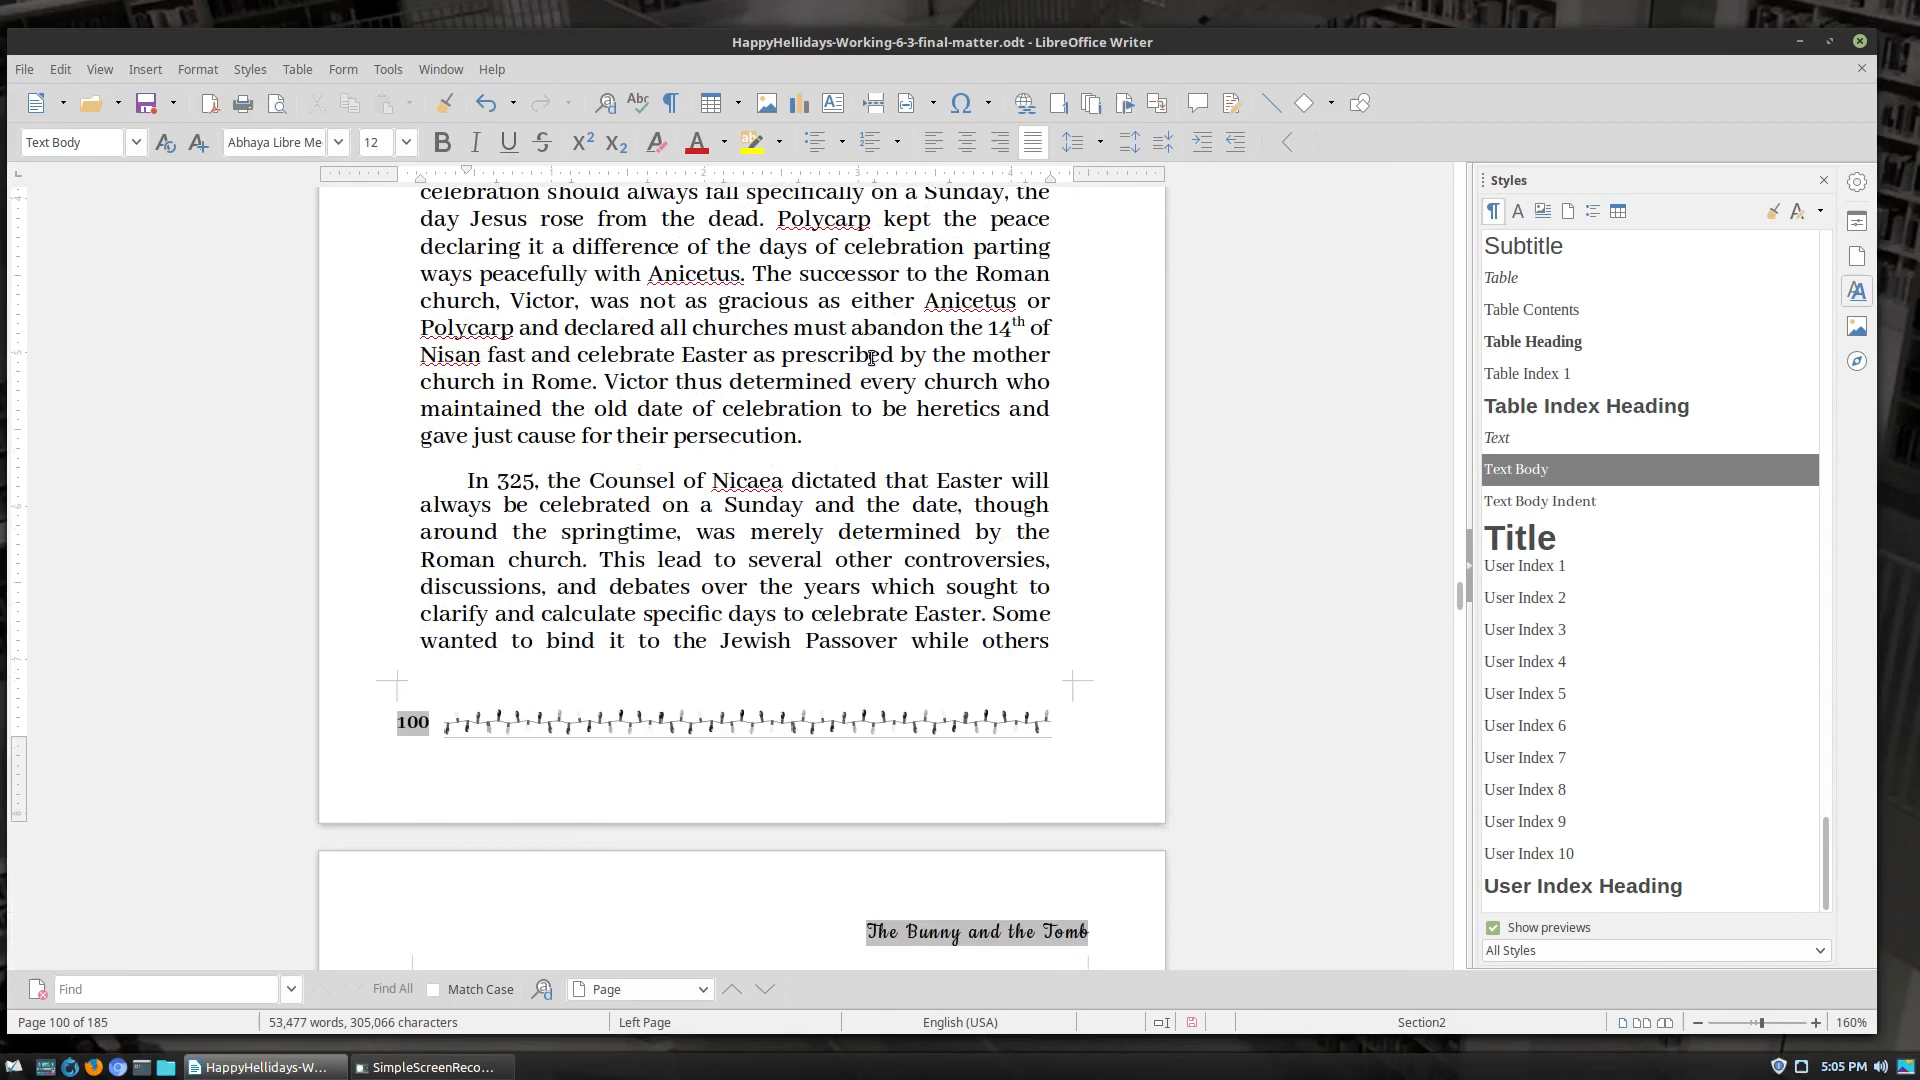 HappyHellidays-Working-6-3-final-matter.odt - LibreOffice Writer
File Edit View Insert Format Styles Table Form Tools Window Help
Text Body Abhaya Libre Me 12
Styles
celebration should always fall specifically on a Sunday, the
day Jesus rose from the dead. Polycarp kept the peace
declaring it a difference of the days of celebration parting
ways peacefully with Anicetus. The successor to the Roman
church, Victor, was not as gracious as either Anicetus or
Polycarp and declared all churches must abandon the 14th of
Nisan fast and celebrate Easter as prescribed by the mother
church in Rome. Victor thus determined every church who
maintained the old date of celebration to be heretics and
gave just cause for their persecution.
In 325, the Counsel of Nicaea dictated that Easter will
always be celebrated on a Sunday and the date, though
around the springtime, was merely determined by the
Roman church. This lead to several other controversies,
discussions, and debates over the years which sought to
clarify and calculate specific days to celebrate Easter. Some
wanted to bind it to the Jewish Passover while others
100
The Bunny and the Tomb
Subtitle
Table
Table Contents
Table Heading
Table Index 1
Table Index Heading
Text
Text Body
Text Body Indent
Title
User Index 1
User Index 2
User Index 3
User Index 4
User Index 5
User Index 6
User Index 7
User Index 8
User Index 9
User Index 10
User Index Heading
Show previews
All Styles
Find Find All Match Case Page
Page 100 of 185 53,477 words, 305,066 characters Left Page English (USA) Section2 160%
HappyHellidays-W... SimpleScreenReco... 5:05 PM